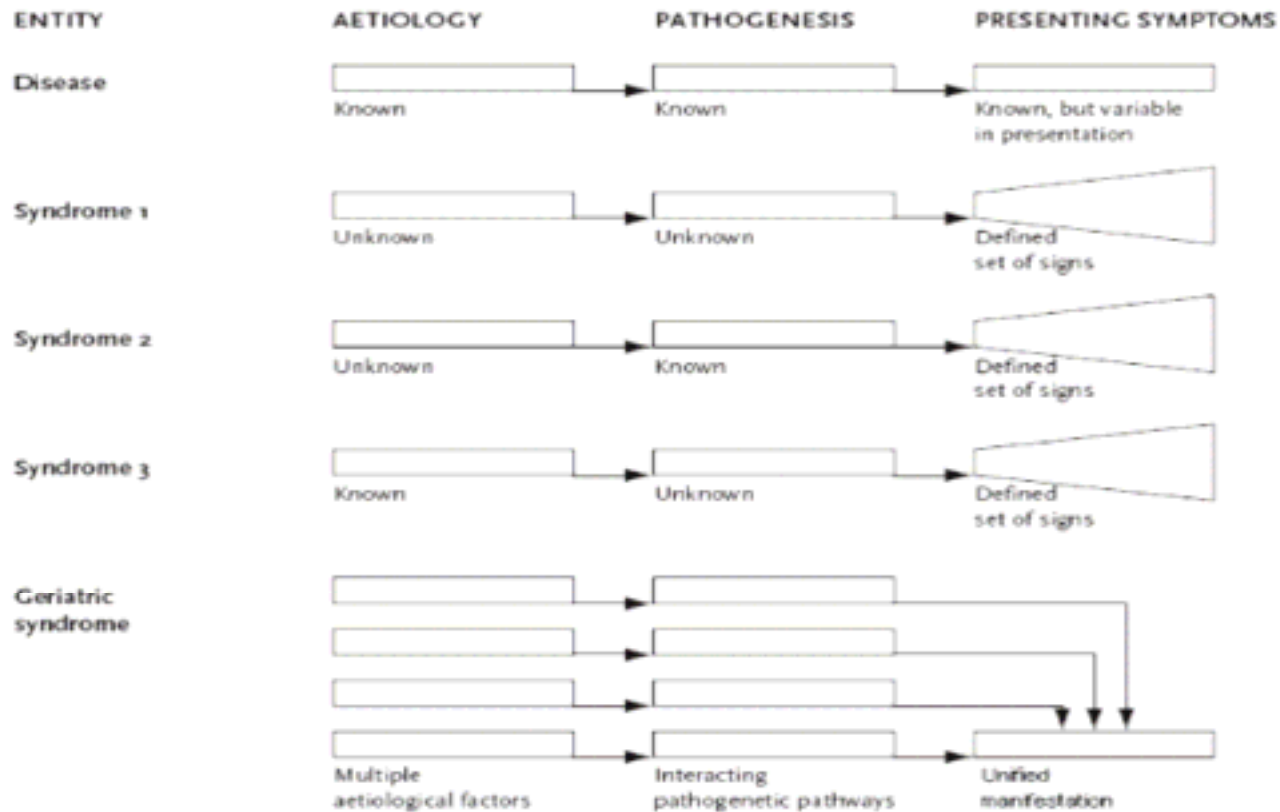 ENTITY AETIOLOGY PATHOGENESIS PRESENTING SYMPTOMS
Disease
Known Known Known, but variable
in presentation
Syndrome 1
Unknown Unknown Defined
set of signs
Syndrome 2
Unknown Known Defined
set of signs
Syndrome 3
Known Unknown Defined
set of signs
Geriatric
syndrome
Multiple Interacting Unified
aetiological factors pathogenetic pathways manifestation